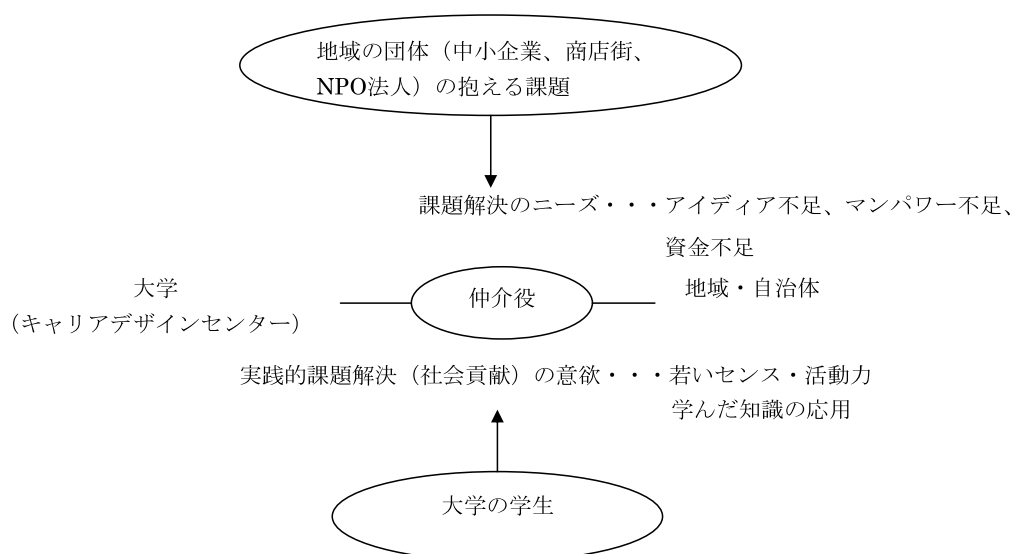 地域の団体（中小企業、商店街、
NPO法人）の抱える課題
課題解決のニーズ・・・アイディア不足、マンパワー不足、
資金不足
大学
（キャリアデザインセンター）
仲介役
地域・自治体
実践的課題解決（社会貢献）の意欲・・・若いセンス・活動力
学んだ知識の応用
大学の学生